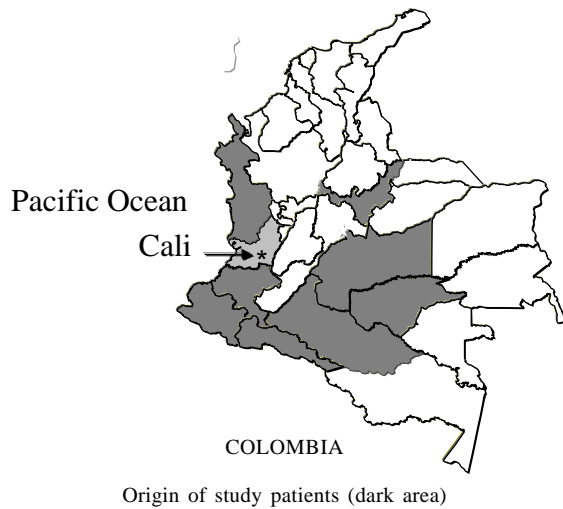 Pacific Ocean
Cali
*
COLOMBIA
Origin of study patients (dark area)